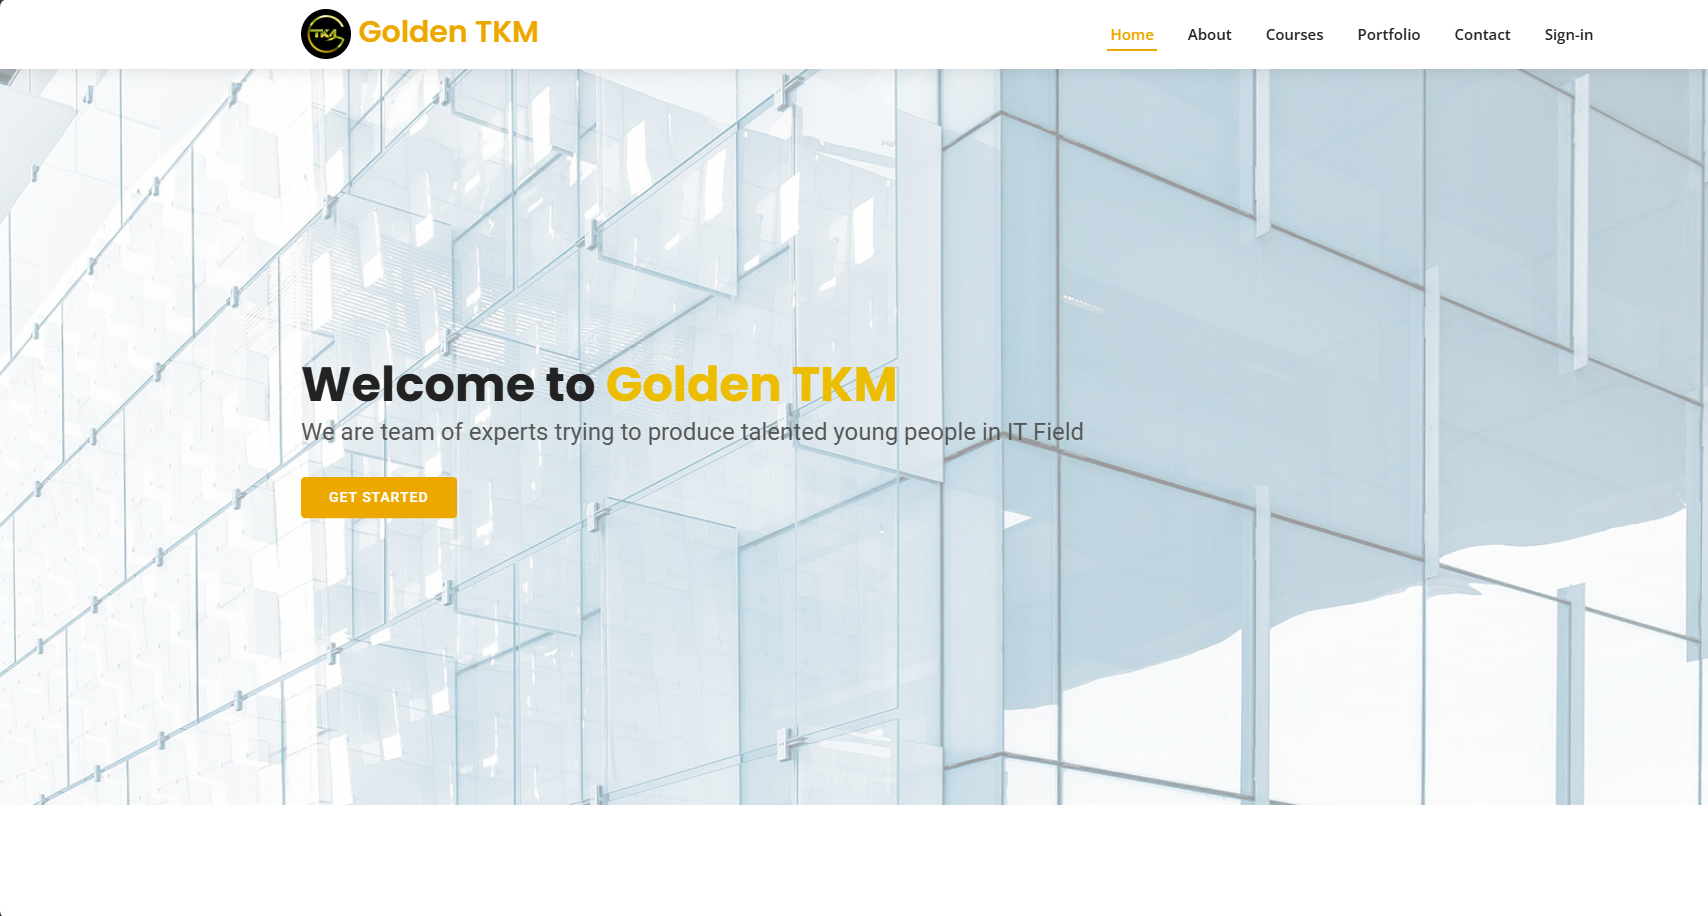 TKM
Golden TKM
Home
About
Courses
Portfolio
Contact
Sign-in
Welcome to Golden TKM
We are team of experts trying to produce talented young people in IT Field
GET STARTED